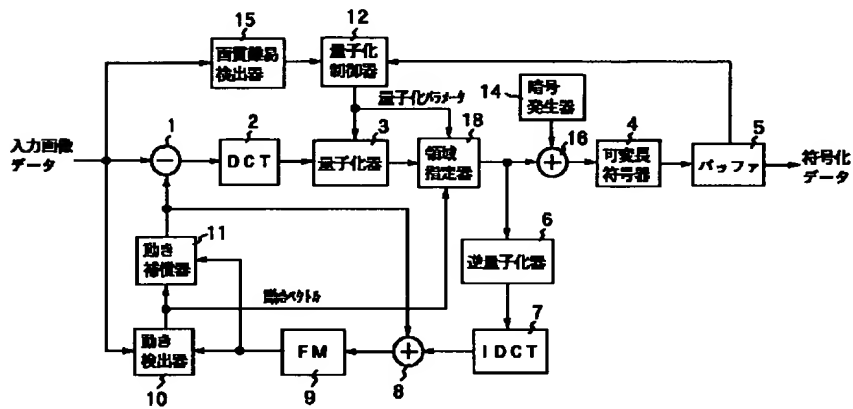 15
画質難易
検出器
12
量子化
制御器
量子化パラメータ
14
暗号
発生器
入力画像
データ
1
2
DCT
3
量子化器
18
領域
指定器
16
4
可変長
符号器
5
バッファ
符号化
データ
11
動き
補償器
動きベクトル
6
逆量子化器
7
IDCT
8
FM
9
動き
検出器
10